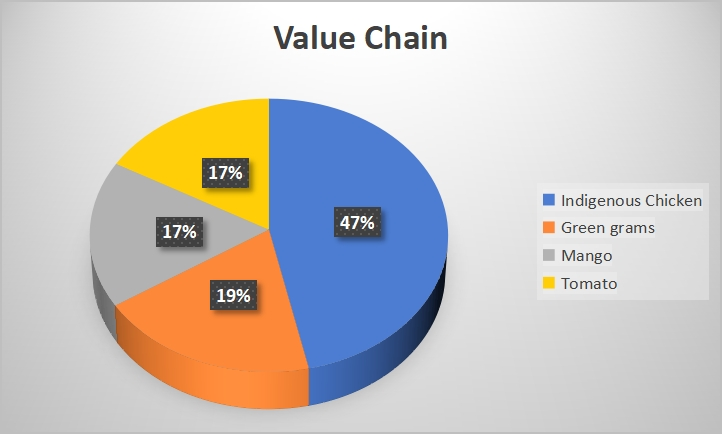 Value Chain
17%
47%
17%
19%
Indigenous Chicken
Green grams
Mango
Tomato